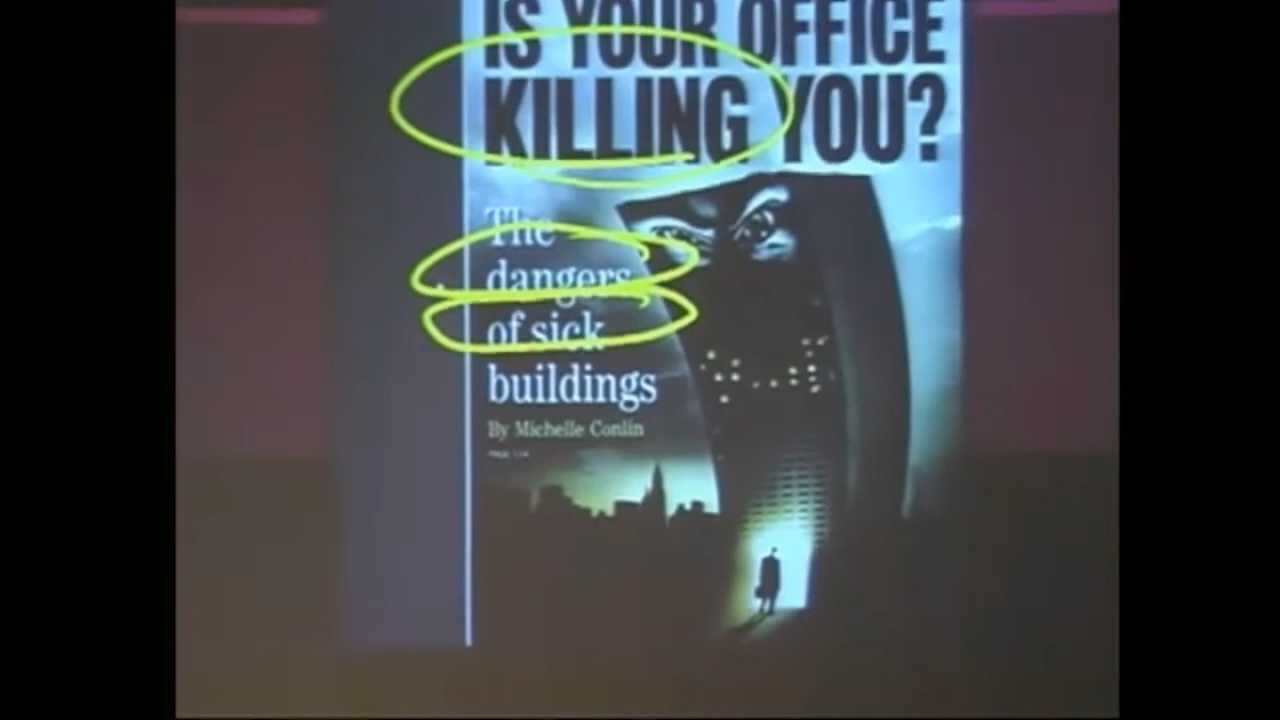 IS YOUR OFFICE
KILLING YOU?
The
dangers
of sick
buildings
By Michelle Conlin